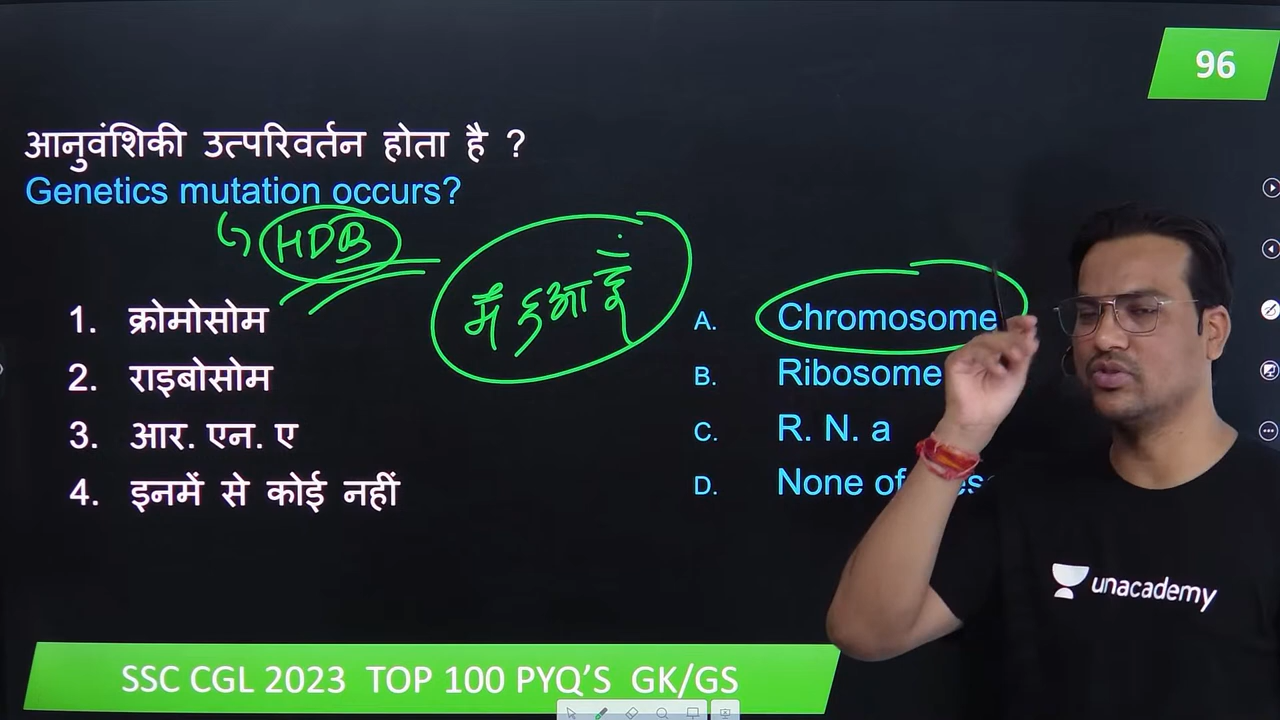 96
आनुवंशिकी उत्परिवर्तन होता है ?
Genetics mutation occurs?
HDB
1. क्रोमोसोम
2. राइबोसोम
3. आर. एन. ए
4. इनमें से कोई नहीं
A. Chromosome
B. Ribosome
C. R. N. a
D. None of
unacademy
SSC CGL 2023 TOP 100 PYQ'S GK/GS